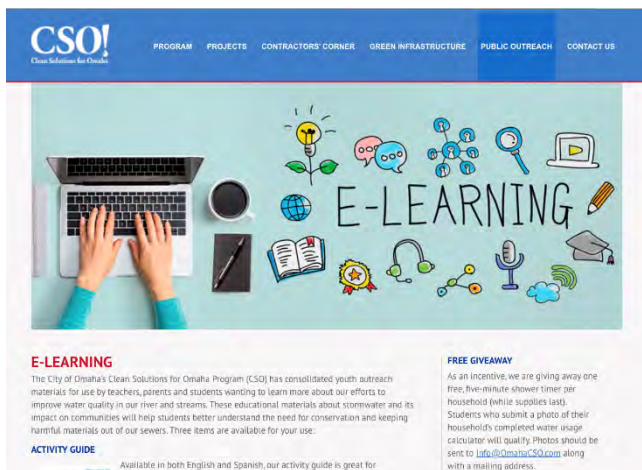 CSO!
Clean Solutions for Omaha
PROGRAM PROJECTS CONTRACTORS' CORNER GREEN INFRASTRUCTURE PUBLIC OUTREACH CONTACT US
E-LEARNING
E-LEARNING
The City of Omaha's Clean Solutions for Omaha Program (CSO) has consolidated youth outreach
materials for use by teachers, parents and students wanting to learn more about our efforts to
improve water quality in our river and streams. These educational materials about stormwater and its
impact on communities will help students better understand the need for conservation and keeping
harmful materials out of our sewers. Three items are available for your use:
ACTIVITY GUIDE
Available in both English and Spanish, our activity guide is great for
FREE GIVEAWAY
As an incentive, we are giving away one
free, five-minute shower timer per
household (while supplies last).
Students who submit a photo of their
household's completed water usage
calculator will qualify. Photos should be
sent to Info@OmahaCSO.com along
with a mailing address.